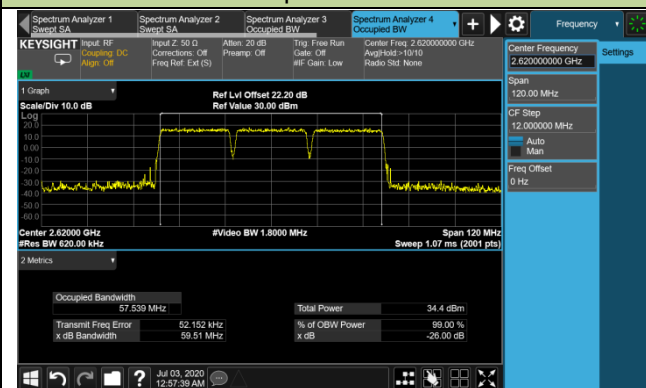 Spectrum Analyzer 1 Swept SA
Spectrum Analyzer 2 Swept SA
Spectrum Analyzer 3 Occupied BW
Spectrum Analyzer 4 Occupied BW
Frequency
KEYSIGHT
Input: RF
Coupling: DC
Align: Off
Input Z: 50 Ω
Corrections: Off
Freq Ref: Ext (S)
Atten: 20 dB
Preamp: Off
Trig: Free Run
Gate: Off
#IF Gain: Low
Center Freq: 2.620000000 GHz
Avg|Hold:>10/10
Radio Std: None
LXI
Center Frequency
2.620000000 GHz
Settings
Span
120.00 MHz
CF Step
12.000000 MHz
Auto
Man
Freq Offset
0 Hz
1 Graph
Scale/Div 10.0 dB
Ref Lvl Offset 22.20 dB
Ref Value 30.00 dBm
Log
20.0
10.0
0.00
-10.0
-20.0
-30.0
-40.0
-50.0
-60.0
Center 2.62000 GHz
#Video BW 1.8000 MHz
Span 120 MHz
#Res BW 620.00 kHz
Sweep 1.07 ms (2001 pts)
2 Metrics
Occupied Bandwidth
57.539 MHz
Total Power 34.4 dBm
Transmit Freq Error 52.152 kHz
% of OBW Power 99.00 %
x dB Bandwidth 59.51 MHz
x dB -26.00 dB
?
Jul 03, 2020
12:57:39 AM